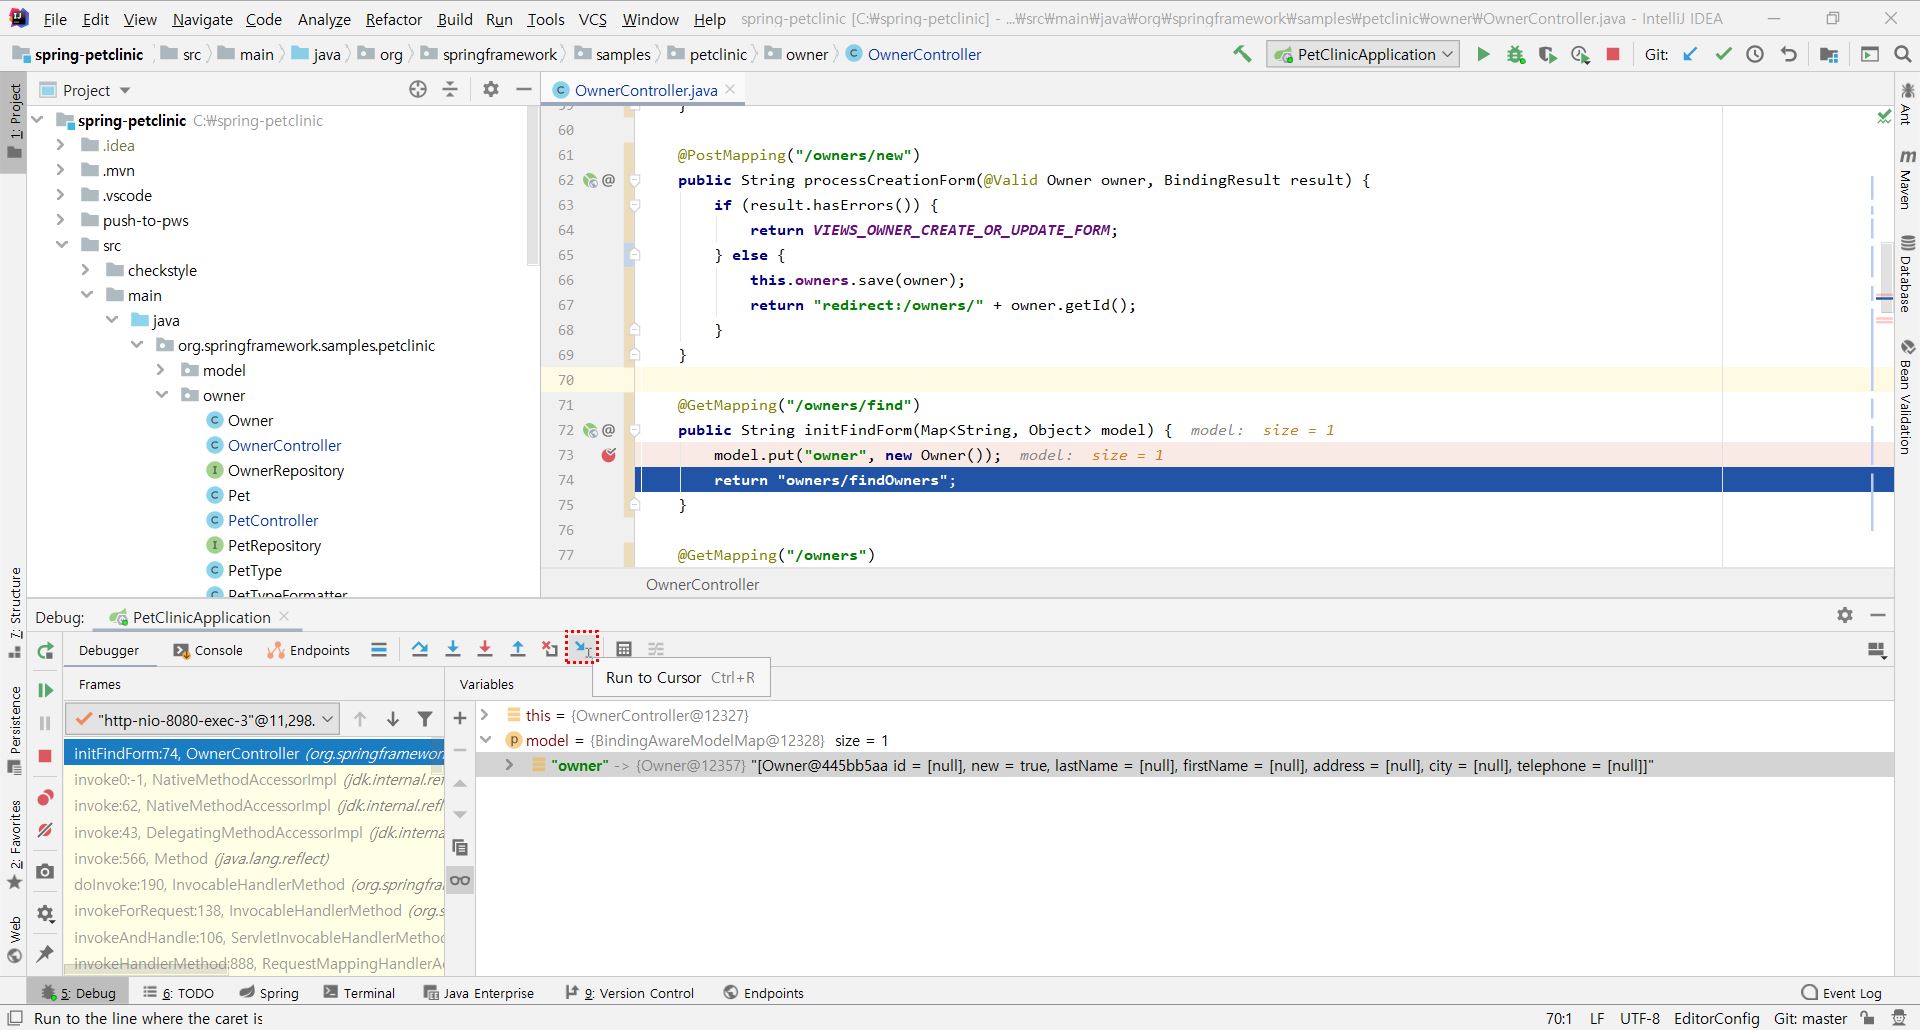 File Edit View Navigate Code Analyze Refactor Build Run Tools VCS Window Help spring-petclinic [C:₩spring-petclinic] - ...₩src₩main₩java₩org₩springframework₩samples₩petclinic₩owner₩OwnerController.java - IntelliJ IDEA
spring-petclinic src main java org springframework samples petclinic owner OwnerController PetClinicApplication Git:
1: Project
7: Structure
Persistence
2: Favorites
Web
Project
spring-petclinic C:₩spring-petclinic
.idea
.mvn
.vscode
push-to-pws
src
checkstyle
main
java
org.springframework.samples.petclinic
model
owner
Owner
OwnerController
OwnerRepository
Pet
PetController
PetRepository
PetType
PetTypeFormatter
OwnerController.java
59 }
60
61 @PostMapping("/owners/new")
62 @ public String processCreationForm(@Valid Owner owner, BindingResult result) {
63 if (result.hasErrors()) {
64 return VIEWS_OWNER_CREATE_OR_UPDATE_FORM;
65 } else {
66 this.owners.save(owner);
67 return "redirect:/owners/" + owner.getId();
68 }
69 }
70
71 @GetMapping("/owners/find")
72 @ public String initFindForm(Map<String, Object> model) { model: size = 1
73 model.put("owner", new Owner()); model: size = 1
74 return "owners/findOwners";
75 }
76
77 @GetMapping("/owners")
OwnerController
Ant
Maven
Database
Bean Validation
Debug: PetClinicApplication
Debugger Console Endpoints
Run to Cursor Ctrl+R
Frames
"http-nio-8080-exec-3"@11,298.
initFindForm:74, OwnerController (org.springframewor
invoke0:-1, NativeMethodAccessorImpl (jdk.internal.ref
invoke:62, NativeMethodAccessorImpl (jdk.internal.refl
invoke:43, DelegatingMethodAccessorImpl (jdk.interna
invoke:566, Method (java.lang.reflect)
doInvoke:190, InvocableHandlerMethod (org.springfra
invokeForRequest:138, InvocableHandlerMethod (org.s
invokeAndHandle:106, ServletInvocableHandlerMethod
invokeHandlerMethod:888, RequestMappingHandlerA
Variables
this = {OwnerController@12327}
model = {BindingAwareModelMap@12328} size = 1
"owner" -> {Owner@12357} "[Owner@445bb5aa id = [null], new = true, lastName = [null], firstName = [null], address = [null], city = [null], telephone = [null]]"
5: Debug 6: TODO Spring Terminal Java Enterprise 9: Version Control Endpoints Event Log
Run to the line where the caret is 70:1 LF UTF-8 EditorConfig Git: master